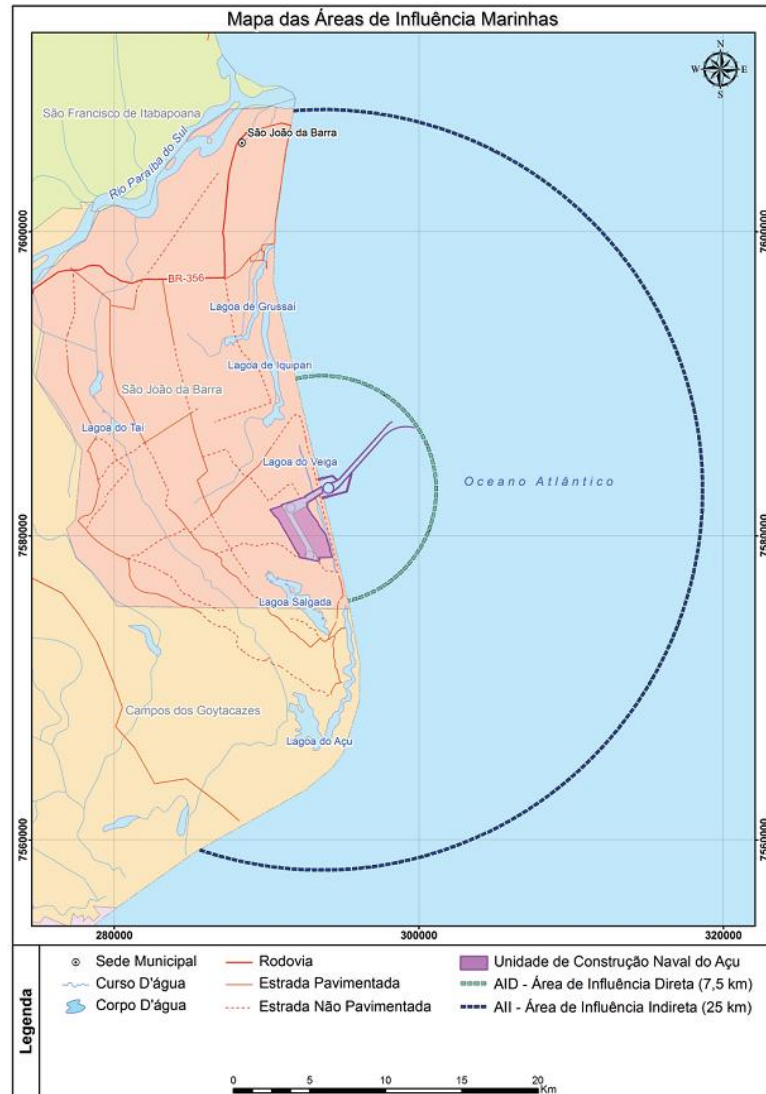 Mapa das Áreas de Influência Marinhas
N
W E
S
São Francisco de Itabapoana
Rio Paraíba do Sul
São João da Barra
7600000
7600000
BR-356
Lagoa de Grussaí
Lagoa de Iquipari
São João da Barra
Lagoa do Taí
Lagoa do Veiga
Oceano Atlântico
7580000
7580000
Lagoa Salgada
Campos dos Goytacazes
Lagoa do Açu
7560000
7560000
280000
300000
320000
Legenda
Sede Municipal
Curso D'água
Corpo D'água
Rodovia
Estrada Pavimentada
Estrada Não Pavimentada
Unidade de Construção Naval do Açu
AID - Área de Influência Direta (7,5 km)
AII - Área de Influência Indireta (25 km)
0 5 10 15 20
Km